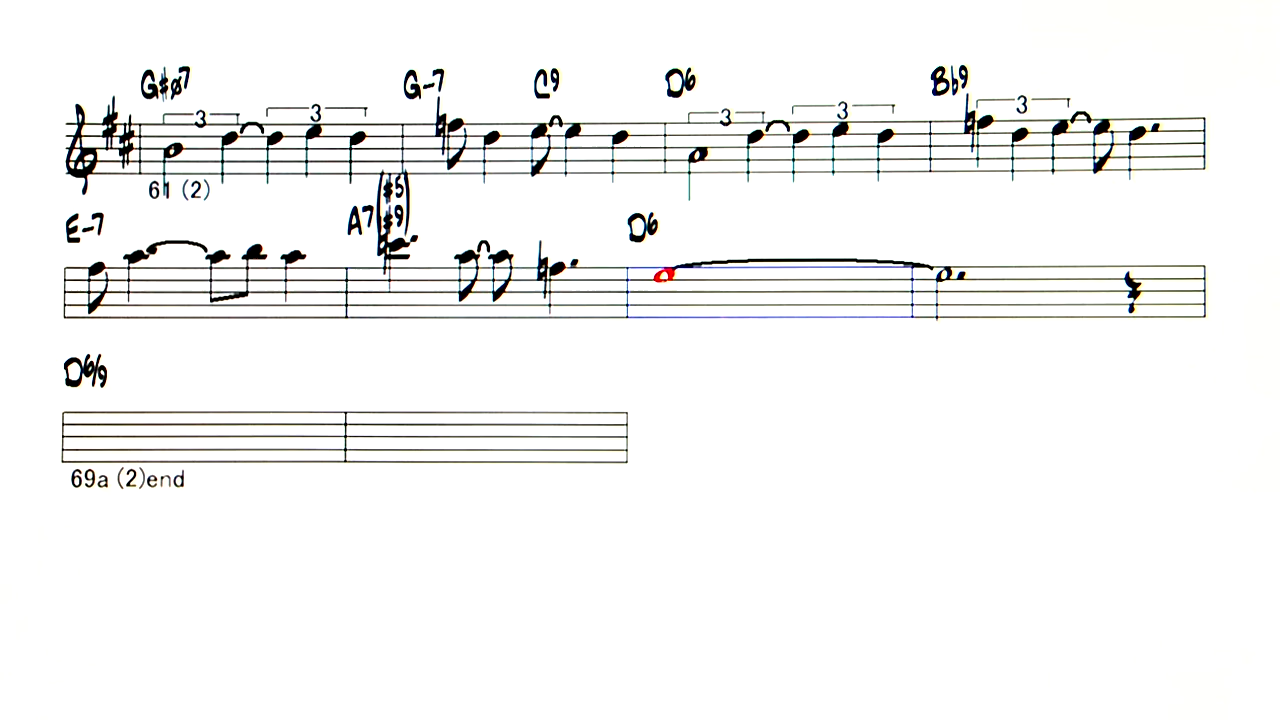 G#ø7 G-7 C9 D6 B♭9
3 3 3 3 3
61 (2)
E-7 A7(#5 #9) D6
D6/9
69a (2)end